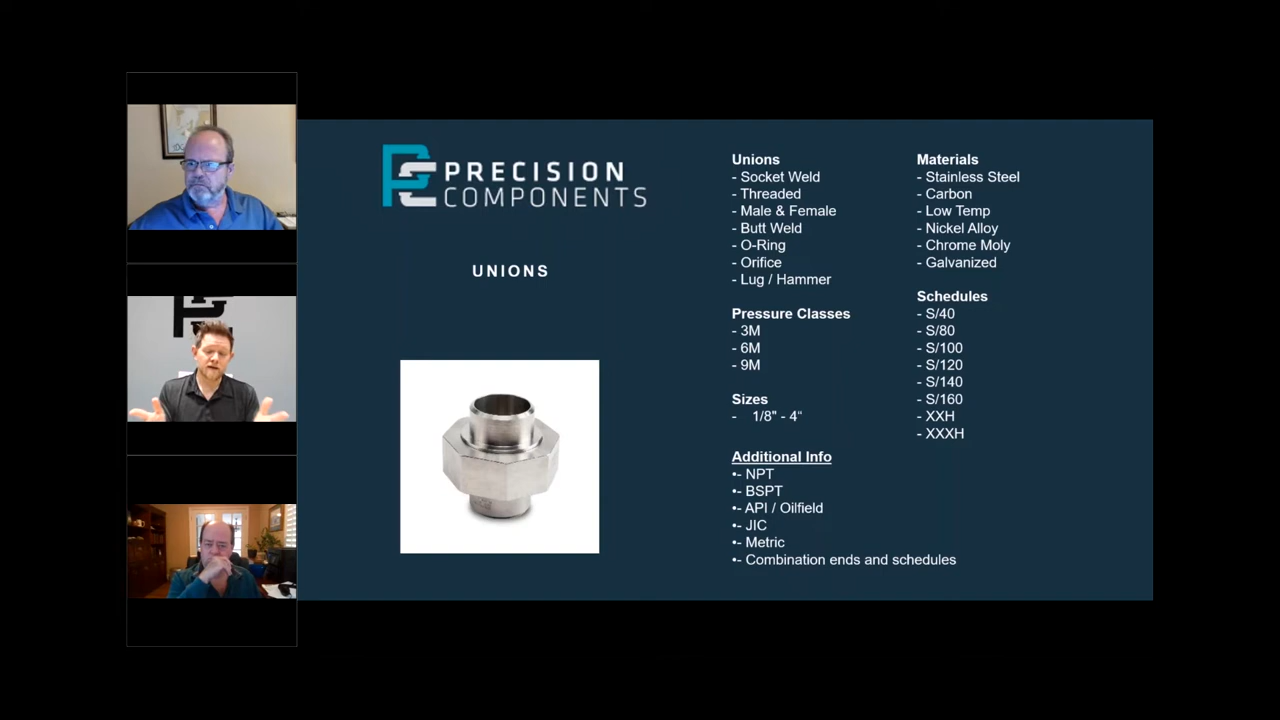 PRECISION
COMPONENTS
UNIONS
Unions
- Socket Weld
- Threaded
- Male & Female
- Butt Weld
- O-Ring
- Orifice
- Lug / Hammer
Pressure Classes
- 3M
- 6M
- 9M
Sizes
- 1/8" - 4“
Additional Info
•- NPT
•- BSPT
•- API / Oilfield
•- JIC
•- Metric
•- Combination ends and schedules
Materials
- Stainless Steel
- Carbon
- Low Temp
- Nickel Alloy
- Chrome Moly
- Galvanized
Schedules
- S/40
- S/80
- S/100
- S/120
- S/140
- S/160
- XXH
- XXXH